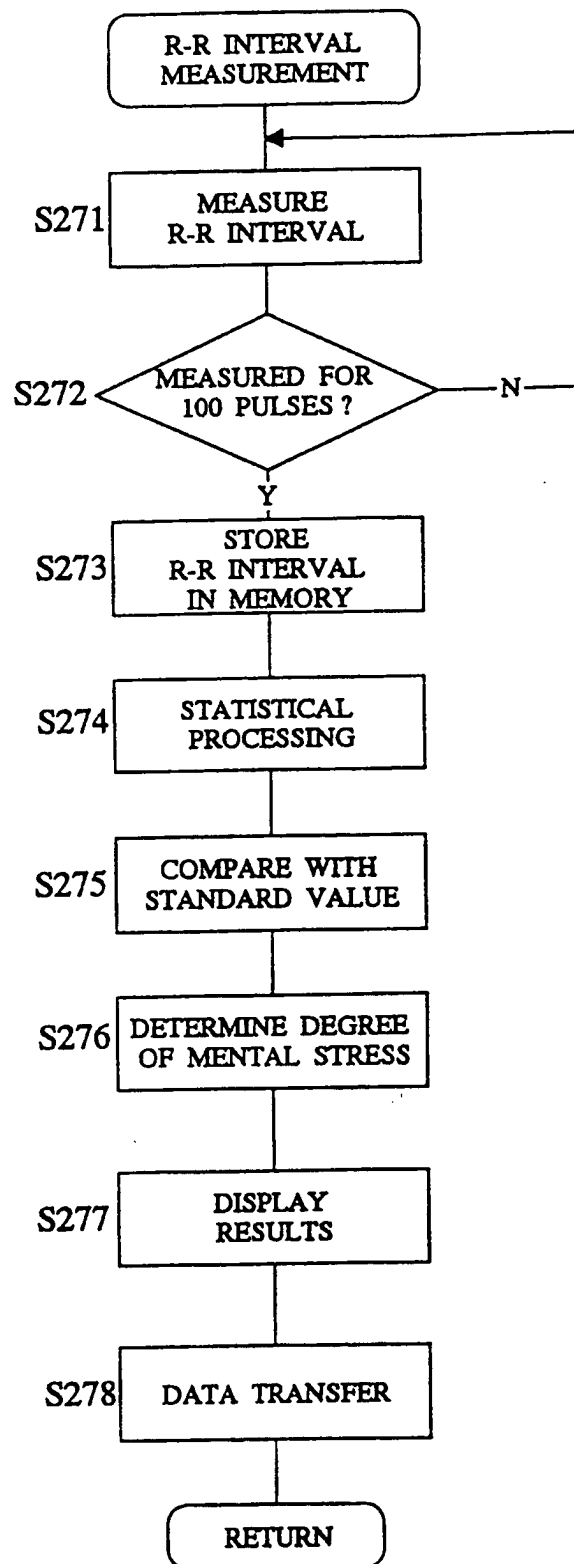 R-R INTERVAL
MEASUREMENT
S271
MEASURE
R-R INTERVAL
S272
MEASURED FOR
100 PULSES ?
N
Y
S273
STORE
R-R INTERVAL
IN MEMORY
S274
STATISTICAL
PROCESSING
S275
COMPARE WITH
STANDARD VALUE
S276
DETERMINE DEGREE
OF MENTAL STRESS
S277
DISPLAY
RESULTS
S278
DATA TRANSFER
RETURN